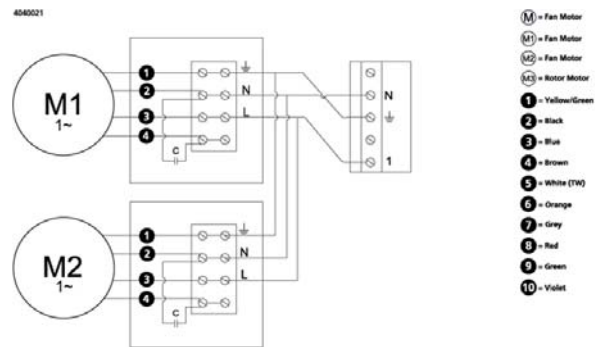 4040021
M1
1~
1
2
3
4
C
N
L
N
1
M2
1~
1
2
3
4
C
N
L
M = Fan Motor
M1 = Fan Motor
M2 = Fan Motor
M3 = Rotor Motor
1 = Yellow/Green
2 = Black
3 = Blue
4 = Brown
5 = White (TW)
6 = Orange
7 = Grey
8 = Red
9 = Green
10 = Violet